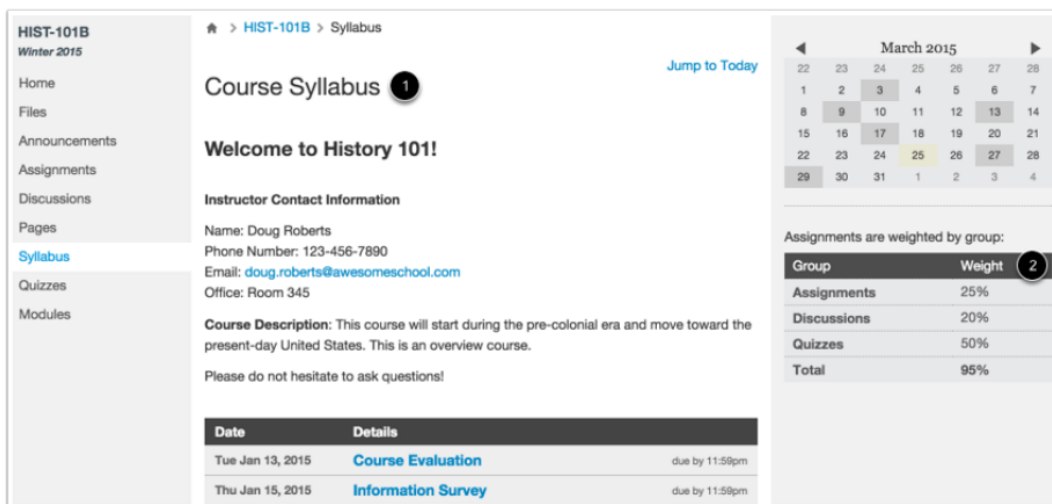 HIST-101B
Winter 2015
Home
Files
Announcements
Assignments
Discussions
Pages
Syllabus
Quizzes
Modules
> HIST-101B > Syllabus
Jump to Today
Course Syllabus 1
Welcome to History 101!
Instructor Contact Information
Name: Doug Roberts
Phone Number: 123-456-7890
Email: doug.roberts@awesomeschool.com
Office: Room 345
Course Description: This course will start during the pre-colonial era and move toward the
present-day United States. This is an overview course.
Please do not hesitate to ask questions!
Date Details
Tue Jan 13, 2015 Course Evaluation due by 11:59pm
Thu Jan 15, 2015 Information Survey due by 11:59pm
March 2015
22 23 24 25 26 27 28
1 2 3 4 5 6 7
8 9 10 11 12 13 14
15 16 17 18 19 20 21
22 23 24 25 26 27 28
29 30 31 1 2 3 4
Assignments are weighted by group:
Group Weight 2
Assignments 25%
Discussions 20%
Quizzes 50%
Total 95%